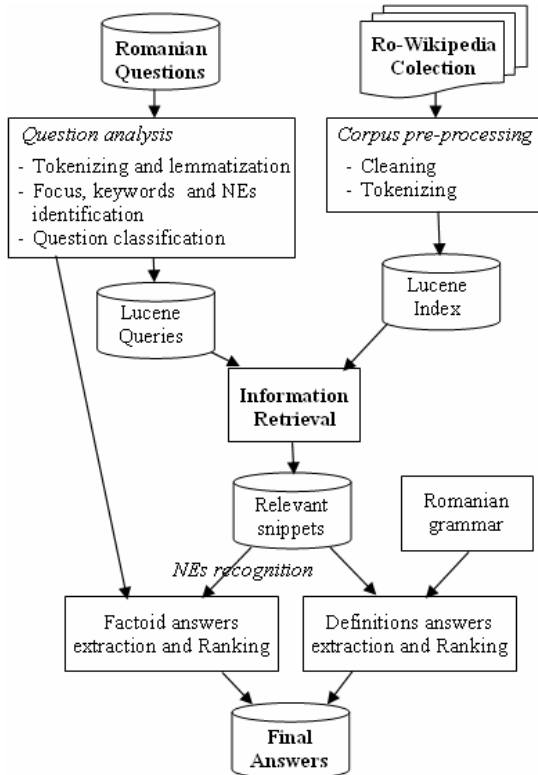 Romanian
Questions
Ro-Wikipedia
Colection
Question analysis
- Tokenizing and lemmatization
- Focus, keywords and NEs
identification
- Question classification
Corpus pre-processing
- Cleaning
- Tokenizing
Lucene
Queries
Lucene
Index
Information
Retrieval
Relevant
snippets
Romanian
grammar
NEs recognition
Factoid answers
extraction and Ranking
Definitions answers
extraction and Ranking
Final
Answers